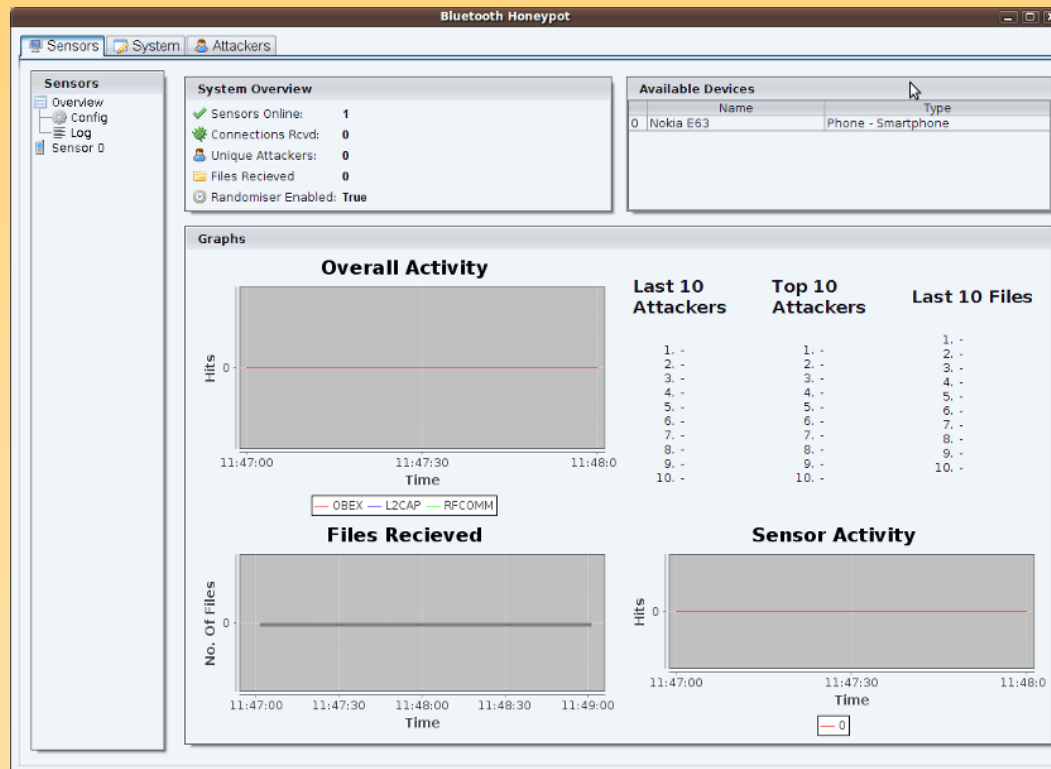 Bluetooth Honeypot
Sensors System Attackers
Sensors
Overview
Config
Log
Sensor 0
System Overview
Sensors Online: 1
Connections Rcvd: 0
Unique Attackers: 0
Files Recieved 0
Randomiser Enabled: True
Available Devices
Name Type
0 Nokia E63 Phone - Smartphone
Graphs
Overall Activity
Hits
0
11:47:00 11:47:30 11:48:0
Time
OBEX L2CAP RFCOMM
Last 10
Attackers
1. -
2. -
3. -
4. -
5. -
6. -
7. -
8. -
9. -
10. -
Top 10
Attackers
1. -
2. -
3. -
4. -
5. -
6. -
7. -
8. -
9. -
10. -
Last 10 Files
1. -
2. -
3. -
4. -
5. -
6. -
7. -
8. -
9. -
10. -
Files Recieved
No. Of Files
0
11:47:00 11:47:30 11:48:00 11:48:30 11:49:00
Time
Sensor Activity
Hits
0
11:47:00 11:47:30 11:48:0
Time
0